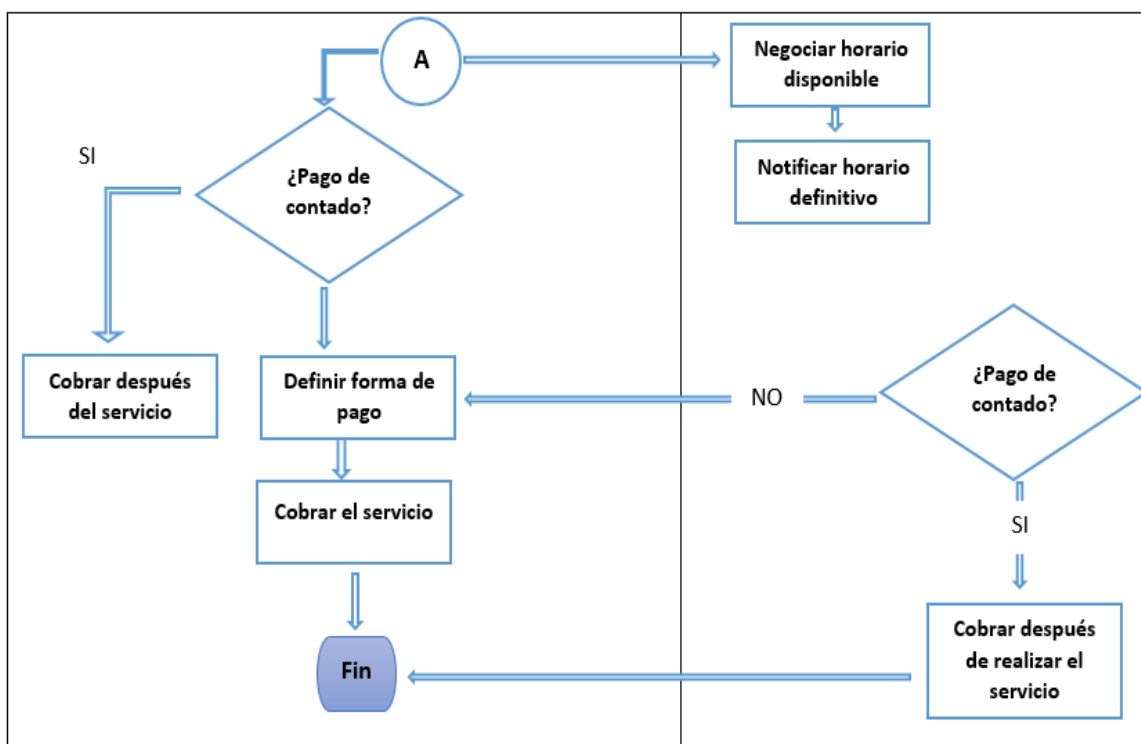 A
Negociar horario
disponible
Notificar horario
definitivo
SI
¿Pago de
contado?
Cobrar después
del servicio
Definir forma de
pago
NO
¿Pago de
contado?
Cobrar el servicio
SI
Cobrar después
de realizar el
servicio
Fin